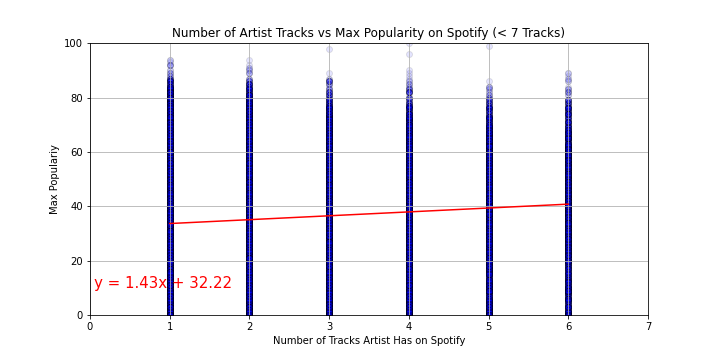 Number of Artist Tracks vs Max Popularity on Spotify (< 7 Tracks)
100
80
60
40
20
0
Max Populariy
y = 1.43x + 32.22
0 1 2 3 4 5 6 7
Number of Tracks Artist Has on Spotify